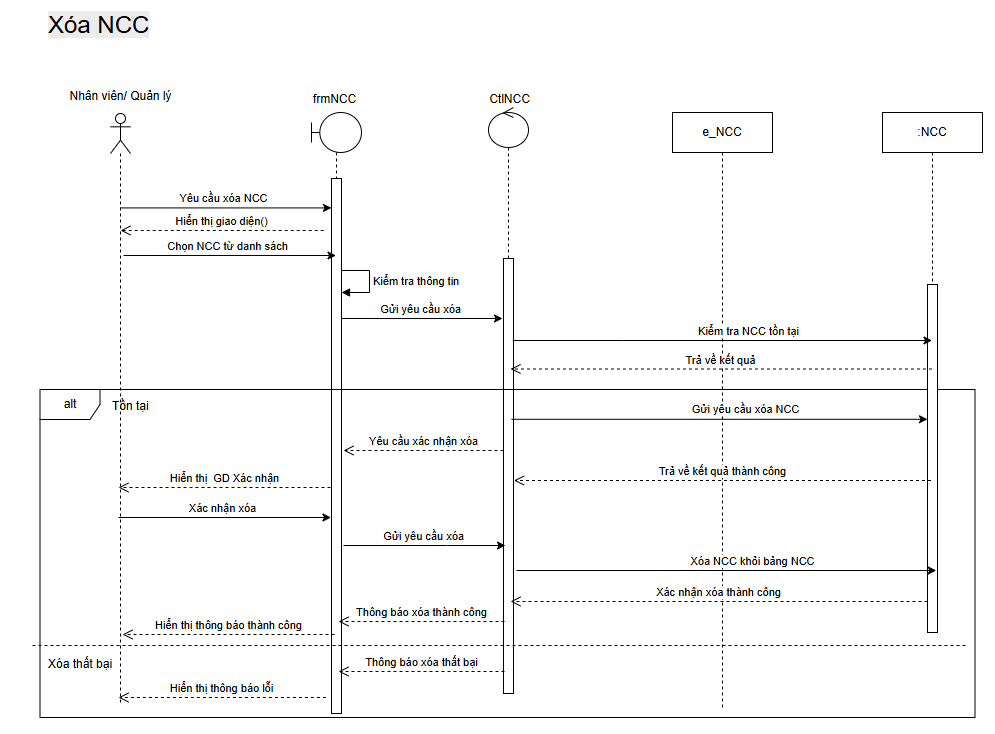 Xóa NCC
Nhân viên/ Quản lý
frmNCC
CtlNCC
e_NCC
:NCC
Yêu cầu xóa NCC
Hiển thị giao diện()
Chọn NCC từ danh sách
Kiểm tra thông tin
Gửi yêu cầu xóa
Kiểm tra NCC tồn tại
Trả về kết quả
alt
Tồn tại
Gửi yêu cầu xóa NCC
Yêu cầu xác nhận xóa
Trả về kết quả thành công
Hiển thị GD Xác nhận
Xác nhận xóa
Gửi yêu cầu xóa
Xóa NCC khỏi bảng NCC
Xác nhận xóa thành công
Thông báo xóa thành công
Hiển thị thông báo thành công
Xóa thất bại
Thông báo xóa thất bại
Hiển thị thông báo lỗi